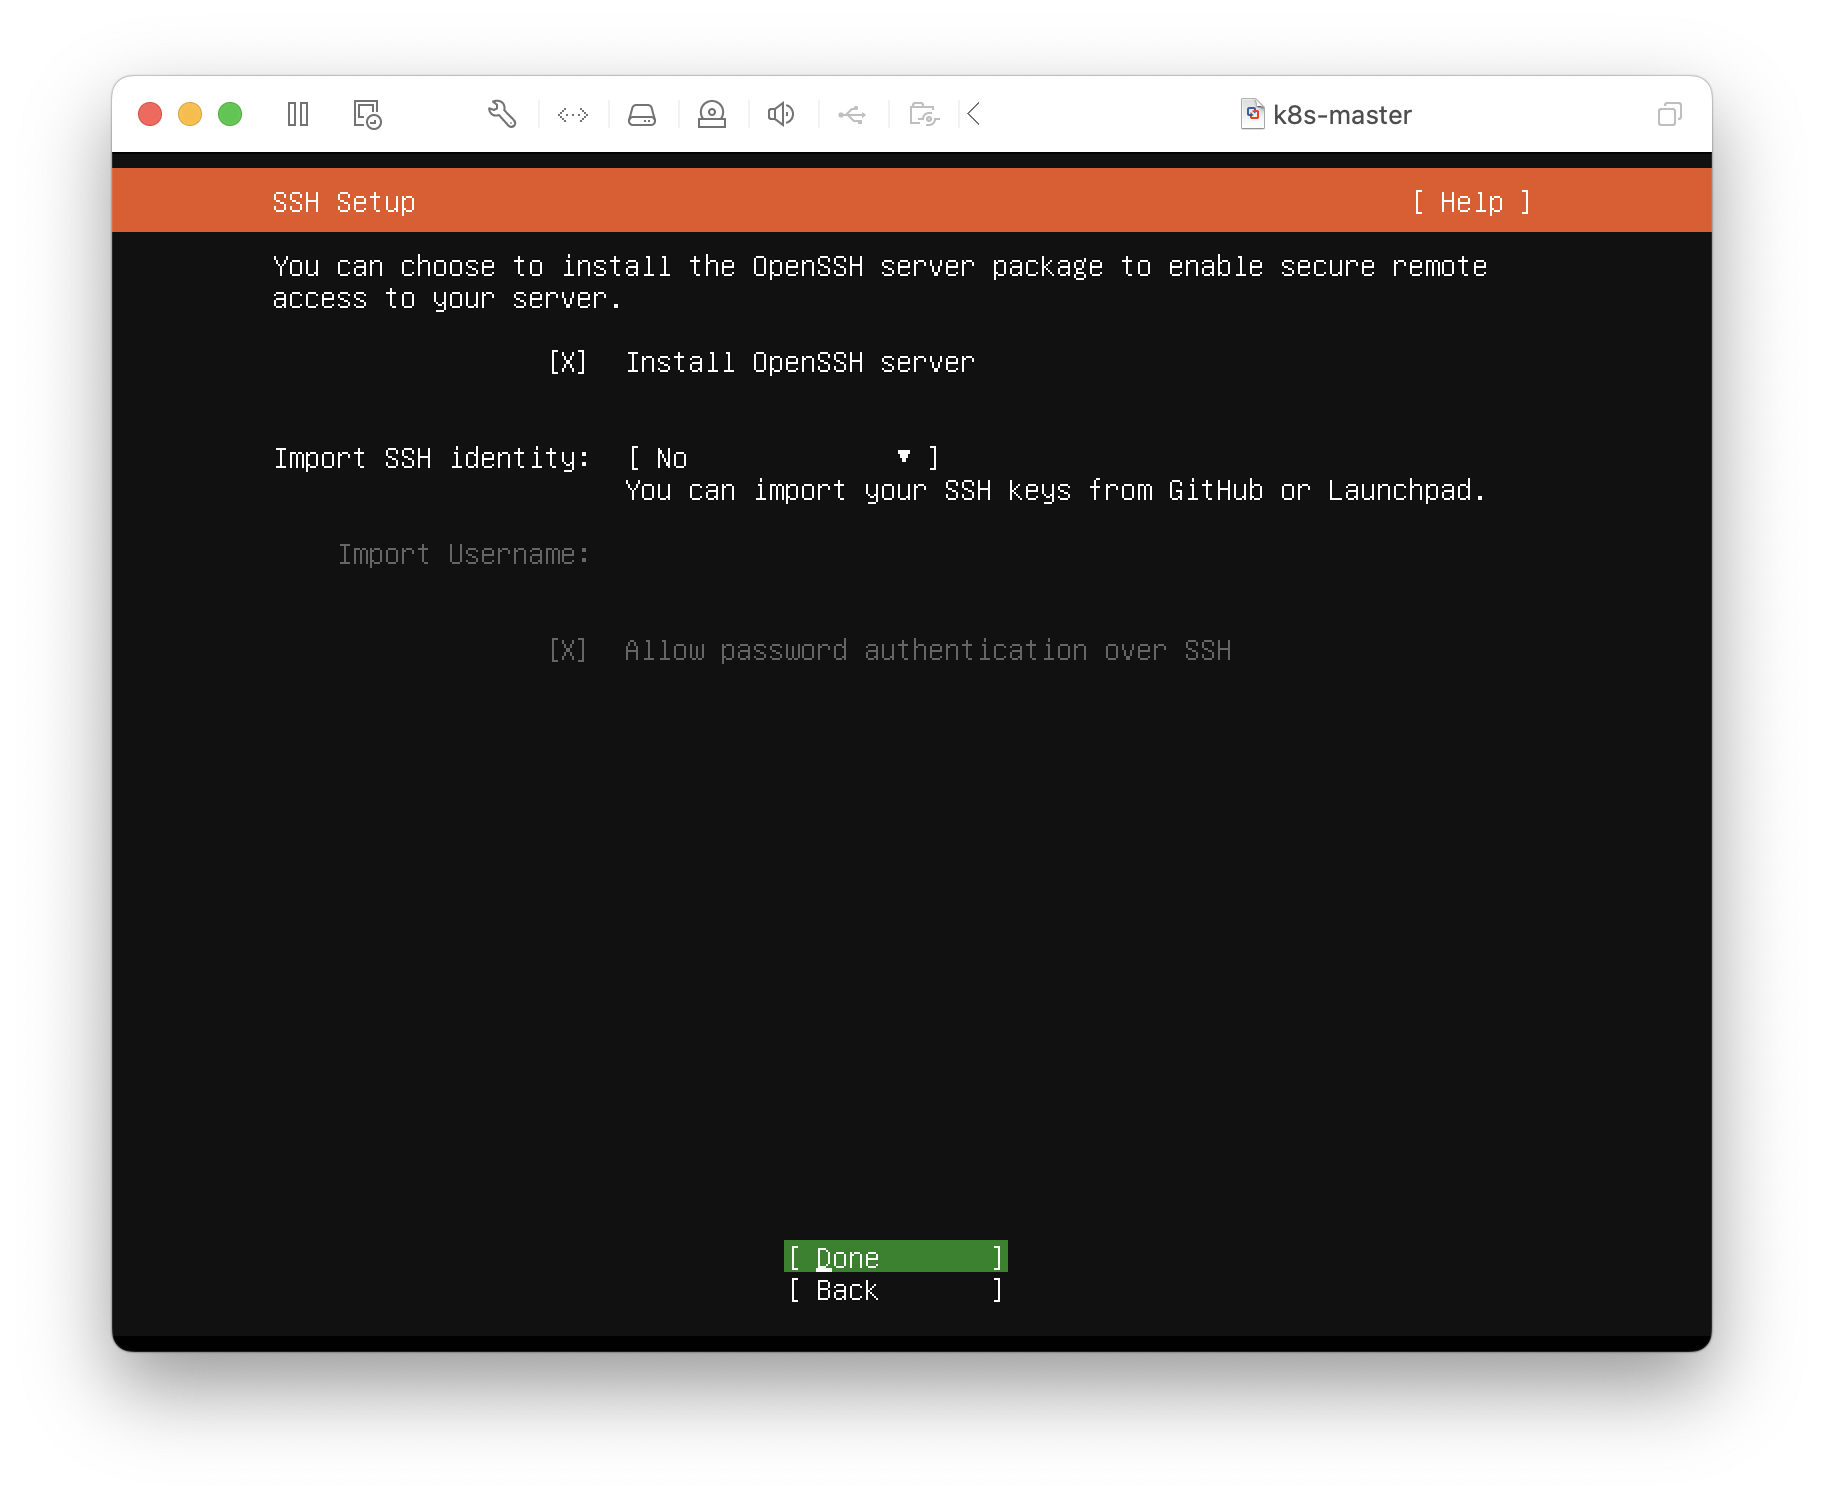 k8s-master
SSH Setup [ Help ]
You can choose to install the OpenSSH server package to enable secure remote
access to your server.
[X] Install OpenSSH server
Import SSH identity: [ No ▼ ]
You can import your SSH keys from GitHub or Launchpad.
Import Username:
[X] Allow password authentication over SSH
[ Done ]
[ Back ]